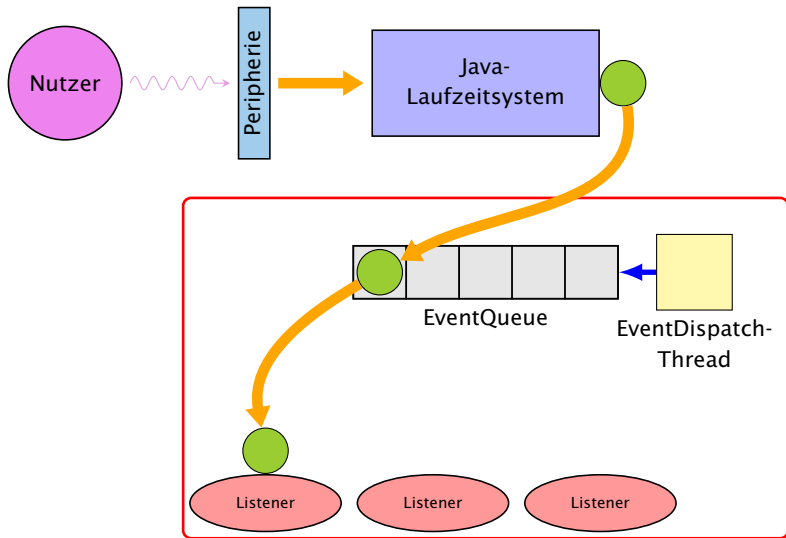 Nutzer
Peripherie
Java-
Laufzeitsystem
EventQueue
EventDispatch-
Thread
Listener
Listener
Listener